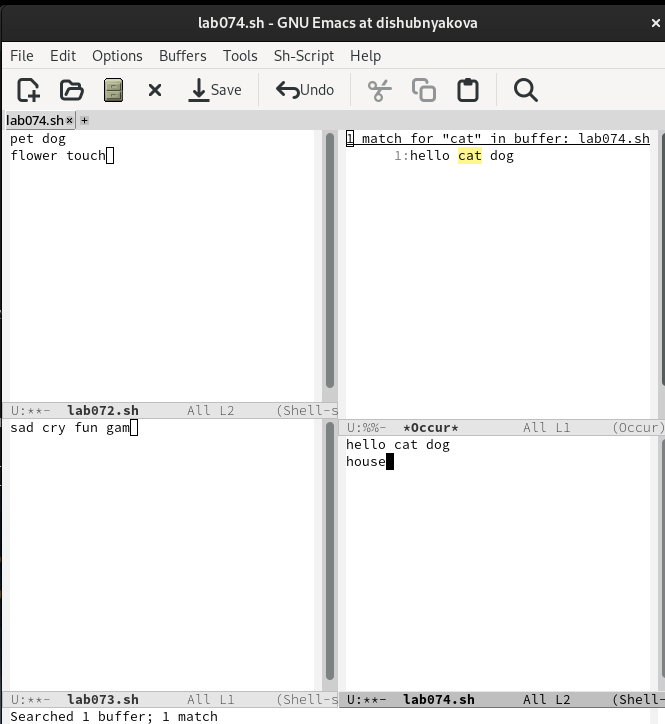 lab074.sh - GNU Emacs at dishubnyakova
File Edit Options Buffers Tools Sh-Script Help
Save Undo
lab074.sh
pet dog
flower touch
U:**- lab072.sh All L2 (Shell-s
1 match for "cat" in buffer: lab074.sh
1:hello cat dog
U:%%- *Occur* All L1 (Occur)
sad cry fun gam
U:**- lab073.sh All L1 (Shell-s
hello cat dog
house
U:**- lab074.sh All L2 (Shell-
Searched 1 buffer; 1 match